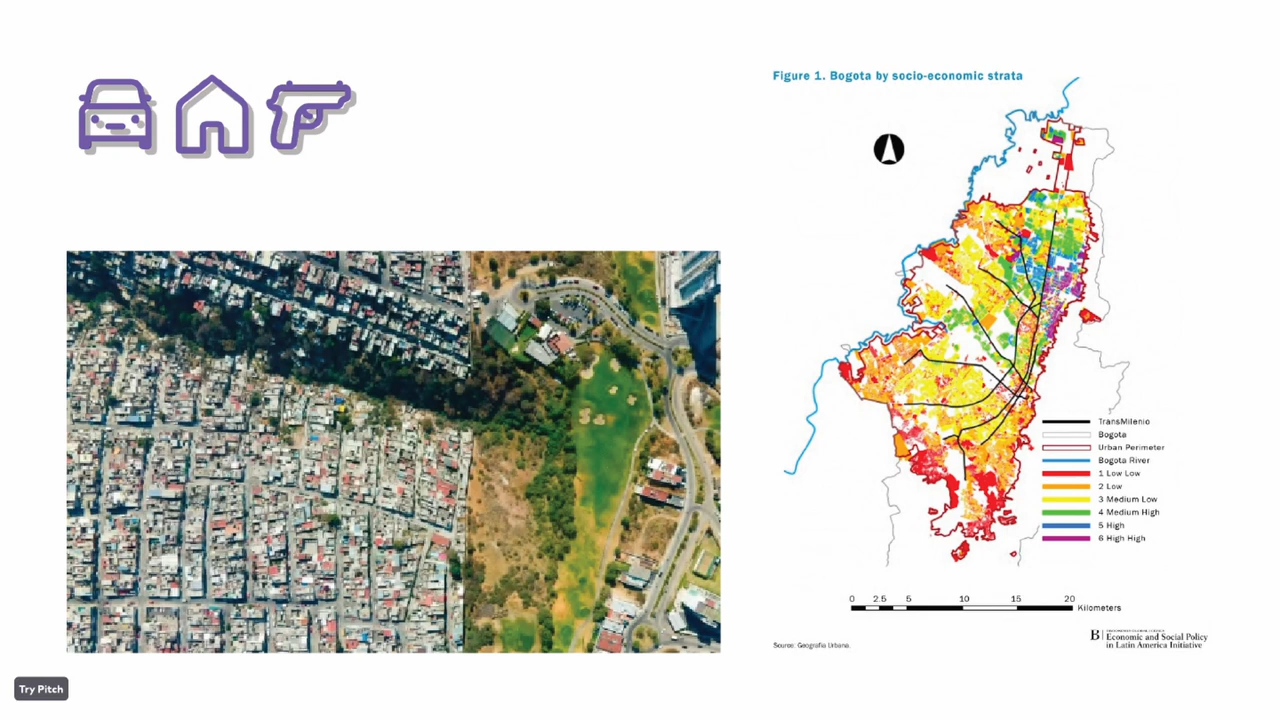 Figure 1. Bogota by socio-economic strata
TransMilenio
Bogota
Urban Perimeter
Bogota River
1 Low Low
2 Low
3 Medium Low
4 Medium High
5 High
6 High High
0 2.5 5 10 15 20
Kilometers
Source: Geografia Urbana.
B
Economic and Social Policy
in Latin America Initiative
Try Pitch